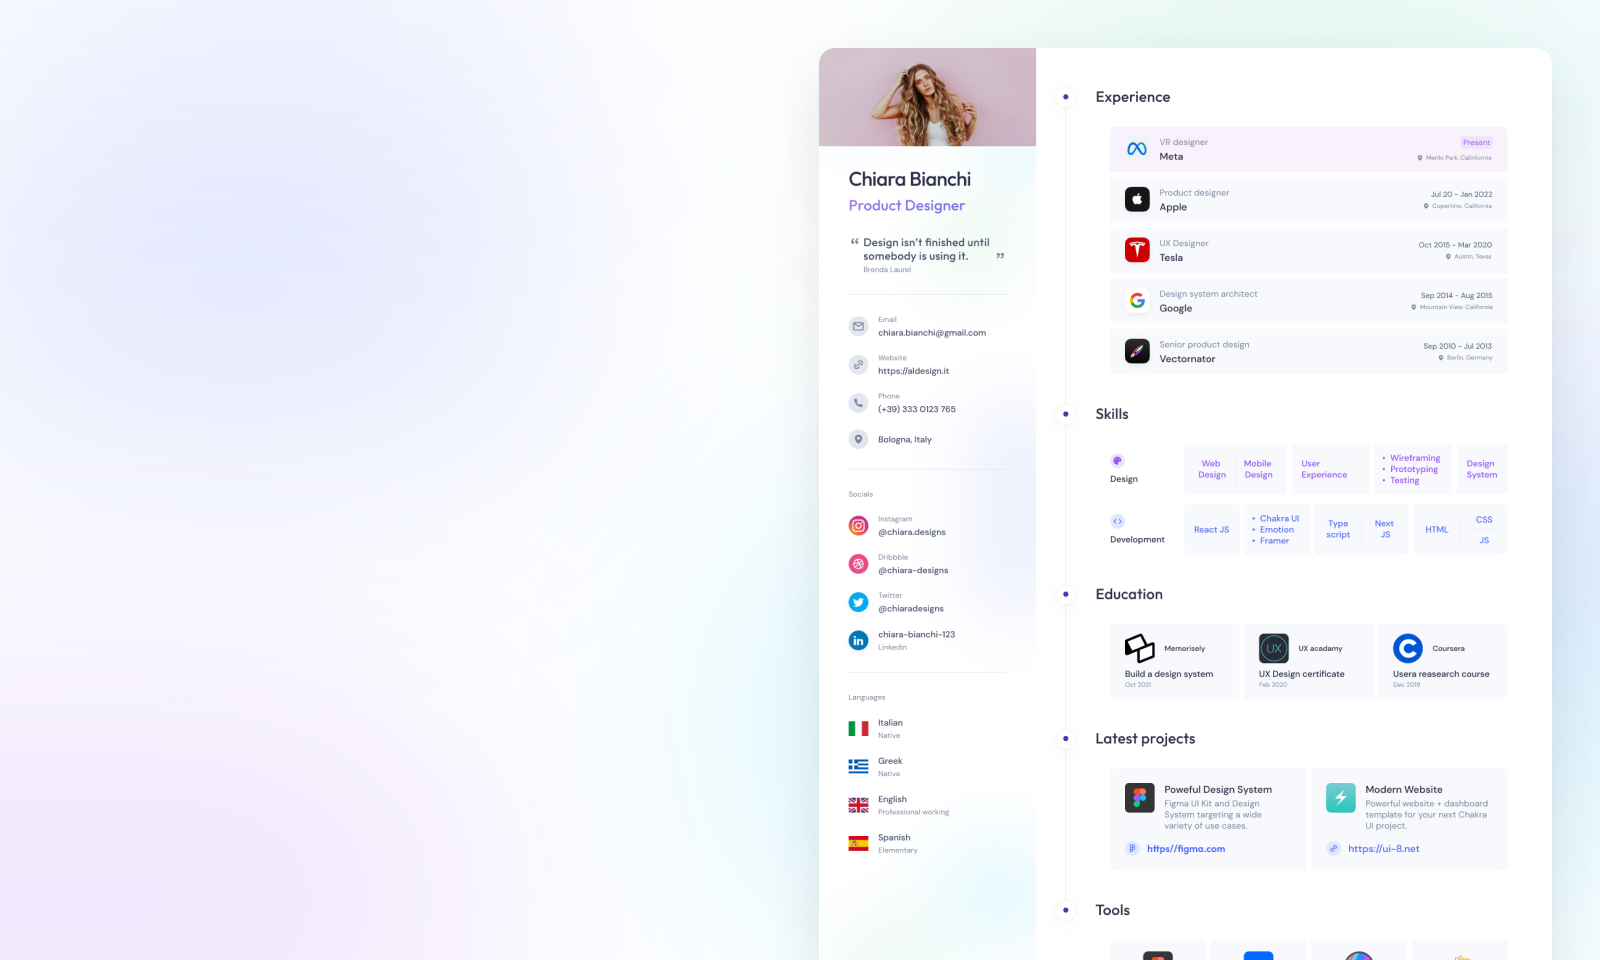 Chiara Bianchi
Product Designer
“ Design isn't finished until
somebody is using it. ”
Brenda Laurel
Email
chiara.bianchi@gmail.com
Website
https://aldesign.it
Phone
(+39) 333 0123 765
Bologna, Italy
Socials
Instagram
@chiara.designs
Dribbble
@chiara-designs
Twitter
@chiaradesigns
chiara-bianchi-123
Linkedin
Languages
Italian
Native
Greek
Native
English
Professional working
Spanish
Elementary
Experience
VR designer
Meta
Present
Menlo Park, California
Product designer
Apple
Jul 20 - Jan 2022
Cupertino, California
UX Designer
Tesla
Oct 2015 - Mar 2020
Austin, Texas
Design system architect
Google
Sep 2014 - Aug 2015
Mountain View, California
Senior product design
Vectornator
Sep 2010 - Jul 2013
Berlin, Germany
Skills
Design
Web
Design
Mobile
Design
User
Experience
• Wireframing
• Prototyping
• Testing
Design
System
Development
React JS
• Chakra UI
• Emotion
• Framer
Type
script
Next
JS
HTML
CSS
JS
Education
Memorisely
Build a design system
Oct 2021
UX
UX acadamy
UX Design certificate
Feb 2020
Coursera
Usera reasearch course
Dec 2019
Latest projects
Poweful Design System
Figma UI Kit and Design
System targeting a wide
variety of use cases.
https//figma.com
Modern Website
Powerful website + dashboard
template for your next Chakra
UI project.
https://ui-8.net
Tools